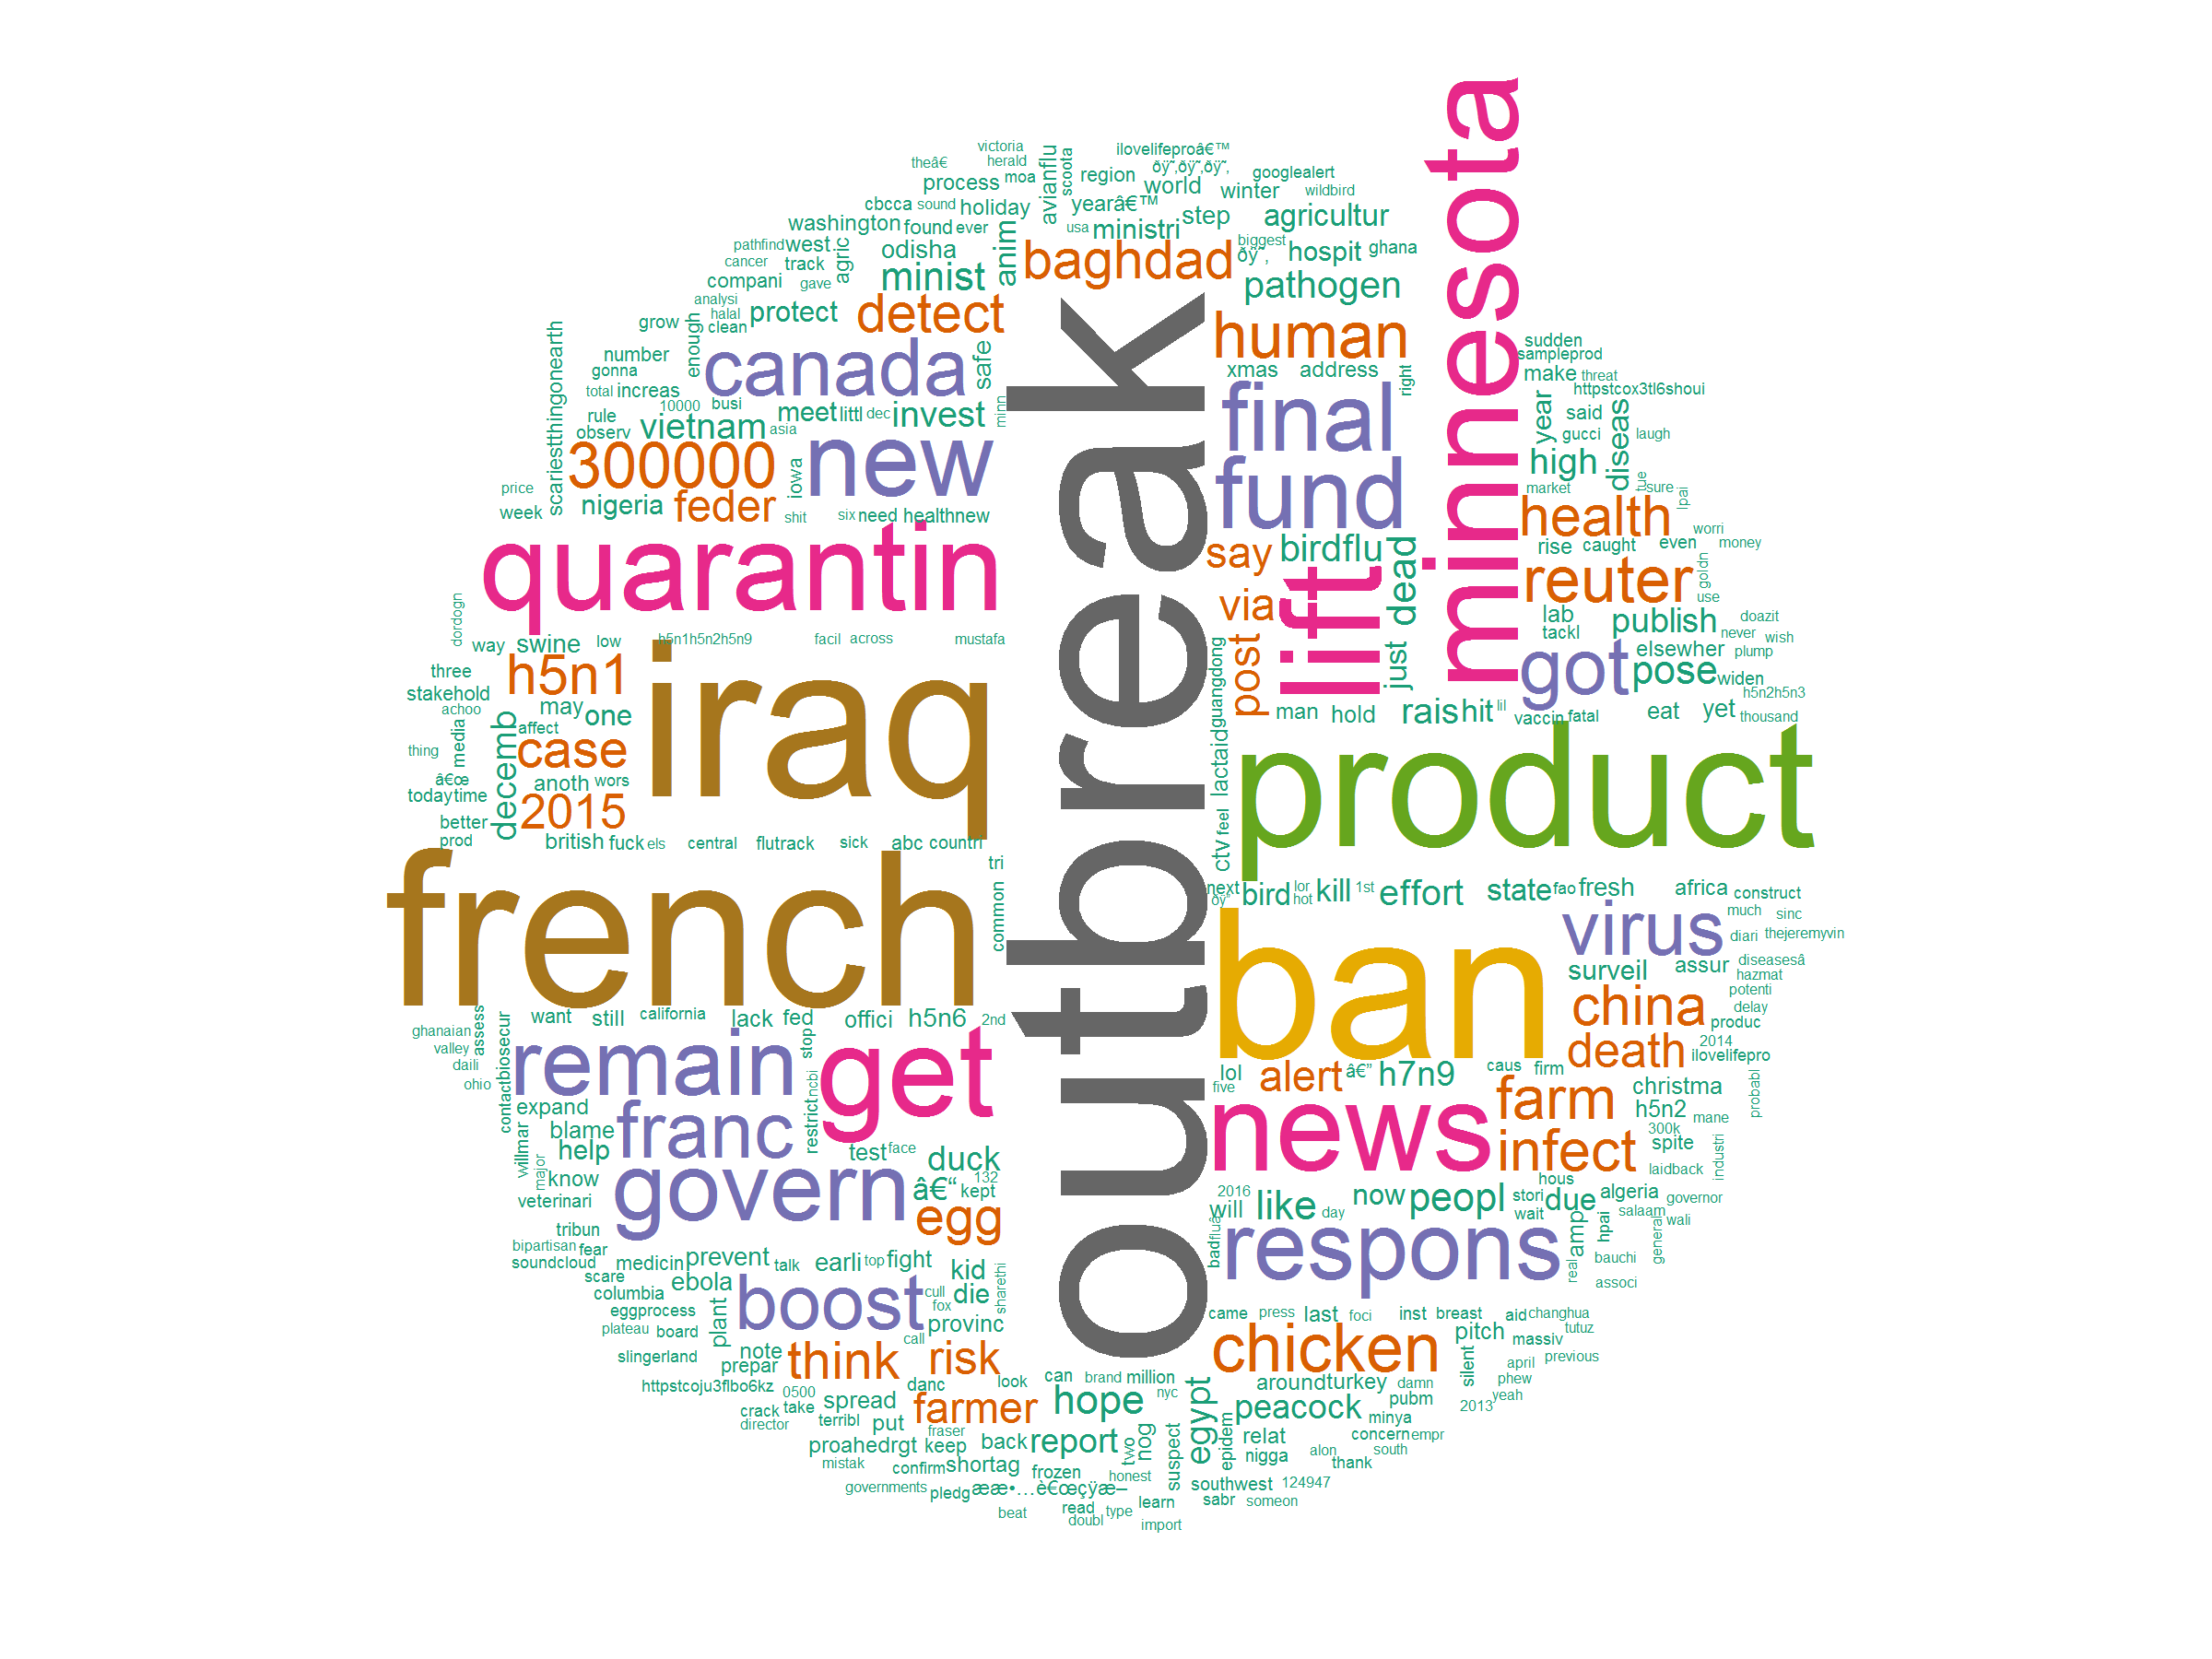 victoria
ilovelifeproâ€™
theâ€
herald
ðÿ˜‚ðÿ˜‚ðÿ˜‚
avianflu
scoota
process
moa
region
world
googlealert
winter
wildbird
cbcca
sound
holiday
yearâ€™
step
agricultur
washington
found
ever
usa
ministri
biggest
pathfind
west
agric
odisha
anim
baghdad
ðÿ˜‚
hospit
ghana
minnesota
cancer
track
compani
gave
minist
pathogen
analysi
halal
protect
detect
grow
clean
human
enough
number
gonna
canada
safe
xmas
address
right
sudden
sampleprod
make
threat
scariestthingonearth
total
increas
10000
busi
meet
littl
dec
invest
minn
final
httpstcox3tl6shoui
rule
observ
vietnam
asia
year
said
gucci
laugh
diseas
300000
new
iowa
fund
high
price
week
nigeria
feder
shit
six
need
healthnew
market
tue
sure
lpai
health
worri
quarantin
outbreak
say
birdflu
lift
dead
rise
caught
even
money
reuter
goldn
use
via
dordogn
way
swine
low
h5n1h5n2h5n9
facil
across
mustafa
guangdong
post
just
lab
tackl
publish
doazit
never
wish
elsewher
plump
three
h5n1
iraq
got
pose
widen
stakehold
achoo
may
one
h5n2h5n3
man
hold
rais
hit
lil
vaccin
fatal
eat
yet
thousand
media
decemb
affect
case
thing
lactaid
product
â€œ
anoth
wors
today
time
2015
better
prod
british
fuck
els
central
flutrack
sick
abc
countri
ctv
feel
french
tri
common
next
ðÿ“
bird
lor
hot
kill
1st
effort
state
fao
fresh
africa
construct
ban
virus
much
sinc
diari
thejeremyvin
surveil
assur
diseasesâ
hazmat
potenti
china
delay
produc
ghanaian
assess
biosecur
want
still
california
lack
fed
offici
h5n6
2nd
valley
daili
ohio
remain
stop
get
death
2014
ilovelifepro
lol
five
alert
â€”
h7n9
caus
firm
contact
restrict
ncbi
christma
probabl
expand
franc
news
farm
h5n2
mane
blame
300k
willmar
help
test
face
duck
infect
spite
major
know
laidback
industri
veterinari
govern
132
â€“
kept
egg
hous
2016
will
like
day
now
peopl
stori
wait
due
algeria
governor
salaam
wali
tribun
bipartisan
fear
soundcloud
respons
real
amp
hpai
general
bauchi
associ
bad
fluâ
medicin
prevent
talk
earli
top
fight
scare
columbia
ebola
kid
eggprocess
boost
cull
die
fox
sharethi
plateau
board
plant
provinc
came
press
last
foci
inst
breast
aid
changhua
tutuz
call
slingerland
note
think
risk
chicken
pitch
massiv
previous
prepar
silent
april
phew
httpstcoju3flbo6kz
0500
danc
look
can
brand
million
nyc
around
turkey
damn
yeah
crack
take
spread
farmer
hope
egypt
peacock
pubm
2013
director
terribl
put
fraser
minya
proahedrgt
keep
back
report
two
nog
suspect
epidem
relat
concern
empr
mistak
confirm
shortag
frozen
honest
nigga
alon
south
thank
governments
pledg
ææ•…è€œçÿæ–
southwest
124947
read
learn
sabr
someon
beat
doubl
type
import